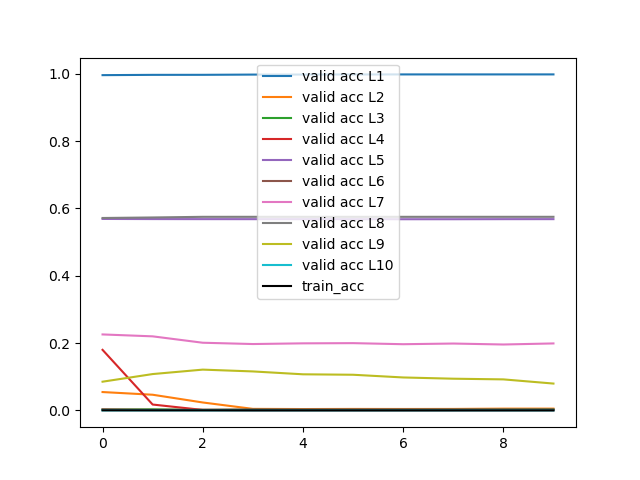 1.0
0.8
0.6
0.4
0.2
0.0
valid acc L1
valid acc L2
valid acc L3
valid acc L4
valid acc L5
valid acc L6
valid acc L7
valid acc L8
valid acc L9
valid acc L10
train_acc
0 2 4 6 8